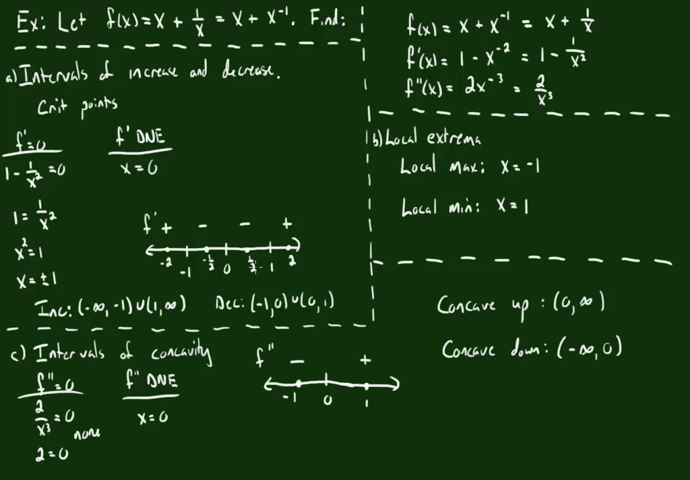 Ex: Let f(x) = x + 1/x = x + x⁻¹. Find:
a) Intervals of increase and decrease.
Crit points
f' = 0
1 - 1/x² = 0
1 = 1/x²
x² = 1
x = ±1
f' DNE
x = 0
f' + - - +
-2 -1 -1/2 0 1/2 1 2
Inc: (-∞, -1) ∪ (1, ∞) Dec: (-1, 0) ∪ (0, 1)
f(x) = x + x⁻¹ = x + 1/x
f'(x) = 1 - x⁻² = 1 - 1/x²
f''(x) = 2x⁻³ = 2/x³
b) Local extrema
Local max: x = -1
Local min: x = 1
c) Intervals of concavity
f'' = 0
2/x³ = 0
none
2 = 0
f'' DNE
x = 0
f'' - +
-1 0 1
Concave up: (0, ∞)
Concave down: (-∞, 0)